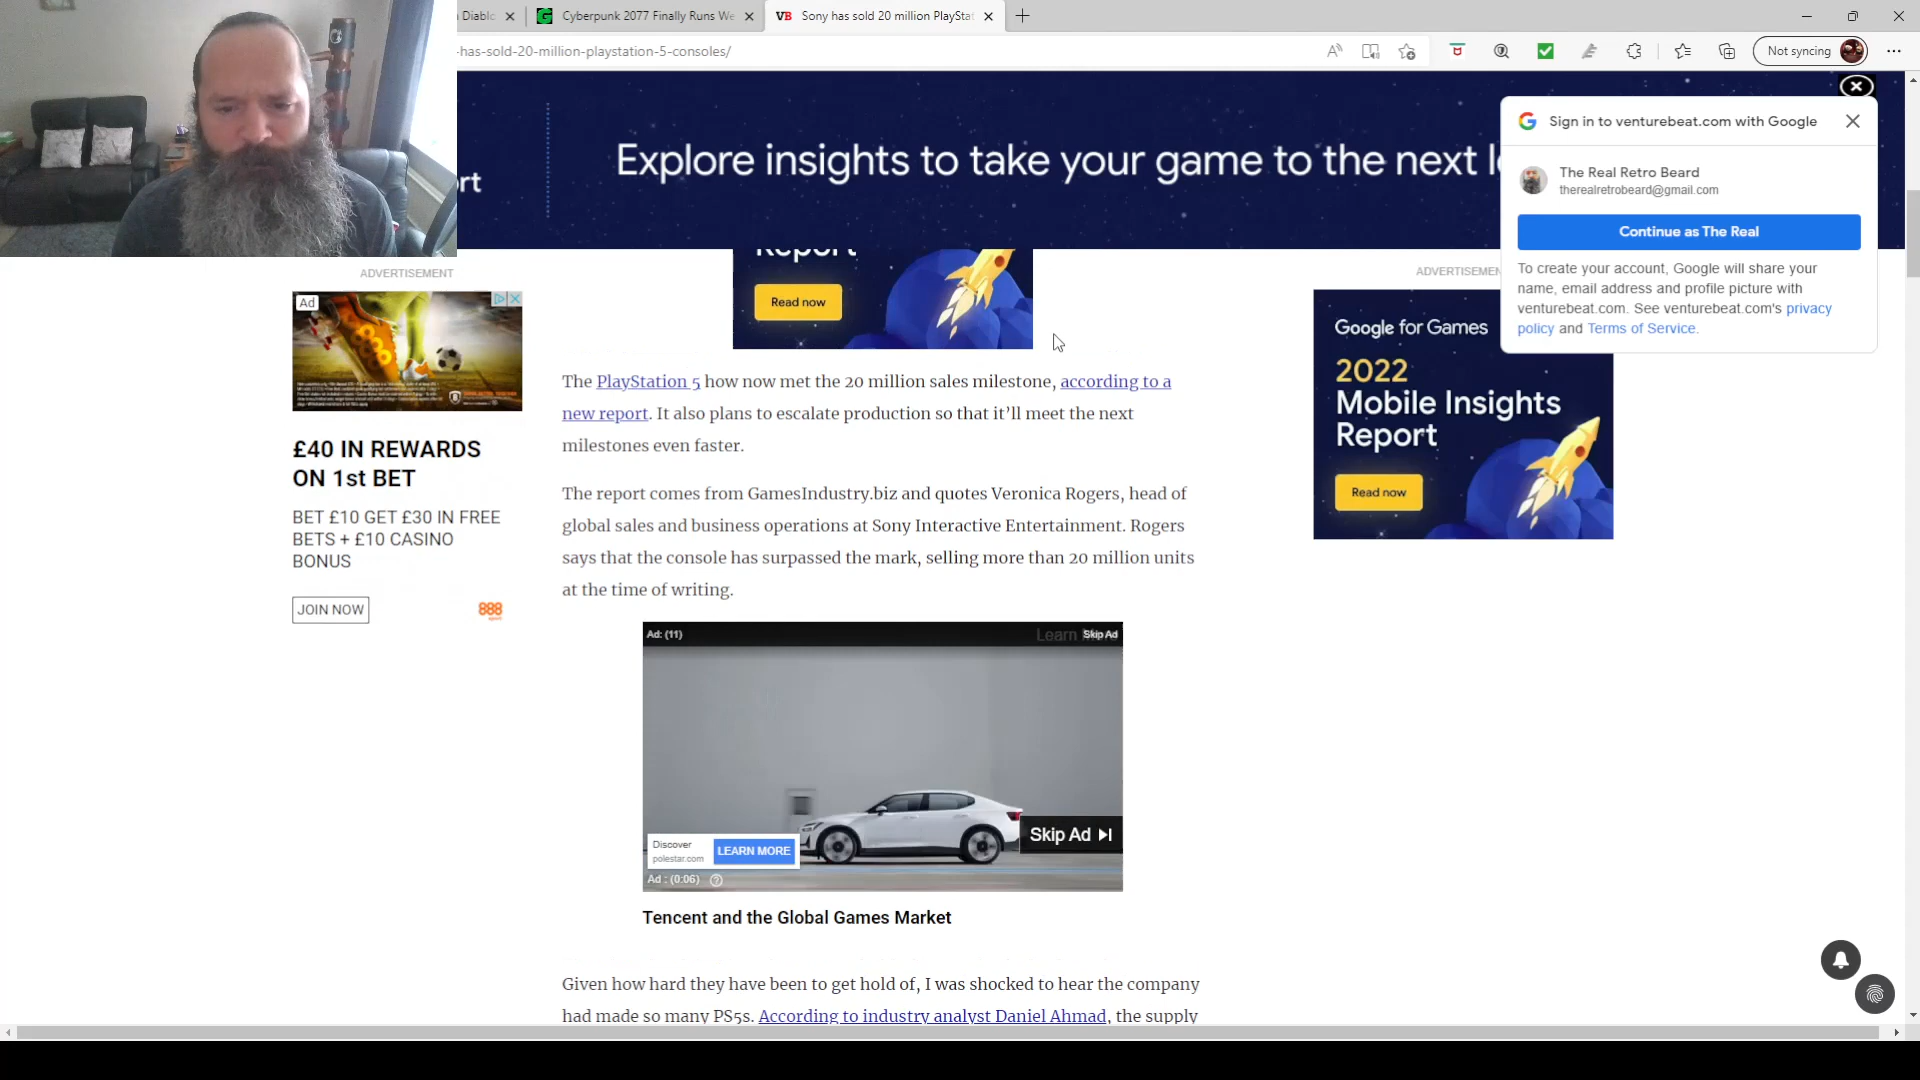 Diablo
Cyberpunk 2077 Finally Runs We
VB Sony has sold 20 million PlayStat
-has-sold-20-million-playstation-5-consoles/
Not syncing
rt
Explore insights to take your game to the next l
Sign in to venturebeat.com with Google
The Real Retro Beard
therealretrobeard@gmail.com
Continue as The Real
To create your account, Google will share your
name, email address and profile picture with
venturebeat.com. See venturebeat.com's privacy
policy and Terms of Service.
ADVERTISEMENT
Ad
£40 IN REWARDS
ON 1st BET
BET £10 GET £30 IN FREE
BETS + £10 CASINO
BONUS
JOIN NOW
888
sport
Report
Read now
The PlayStation 5 how now met the 20 million sales milestone, according to a
new report. It also plans to escalate production so that it’ll meet the next
milestones even faster.
The report comes from GamesIndustry.biz and quotes Veronica Rogers, head of
global sales and business operations at Sony Interactive Entertainment. Rogers
says that the console has surpassed the mark, selling more than 20 million units
at the time of writing.
Ad: (11)
Learn
Skip Ad
Skip Ad
Discover
polestar.com
LEARN MORE
Ad : (0:06)
Tencent and the Global Games Market
Given how hard they have been to get hold of, I was shocked to hear the company
had made so many PS5s. According to industry analyst Daniel Ahmad, the supply
ADVERTISEMEN
Google for Games
2022
Mobile Insights
Report
Read now